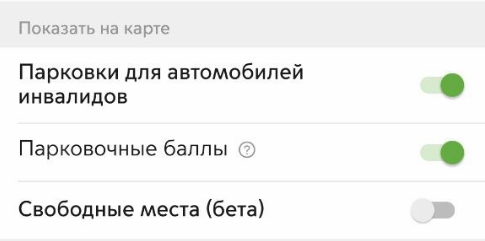 Показать на карте
Парковки для автомобилей
инвалидов
Парковочные баллы ?
Свободные места (бета)